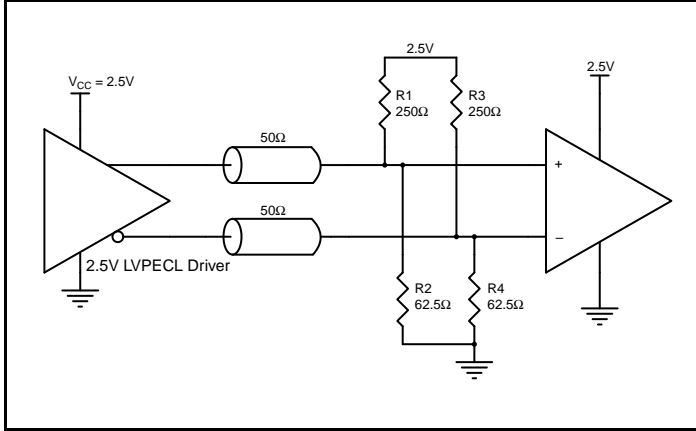 2.5V
V_CC = 2.5V
2.5V
R1
250Ω
R3
250Ω
50Ω
+
50Ω
–
2.5V LVPECL Driver
R2
62.5Ω
R4
62.5Ω